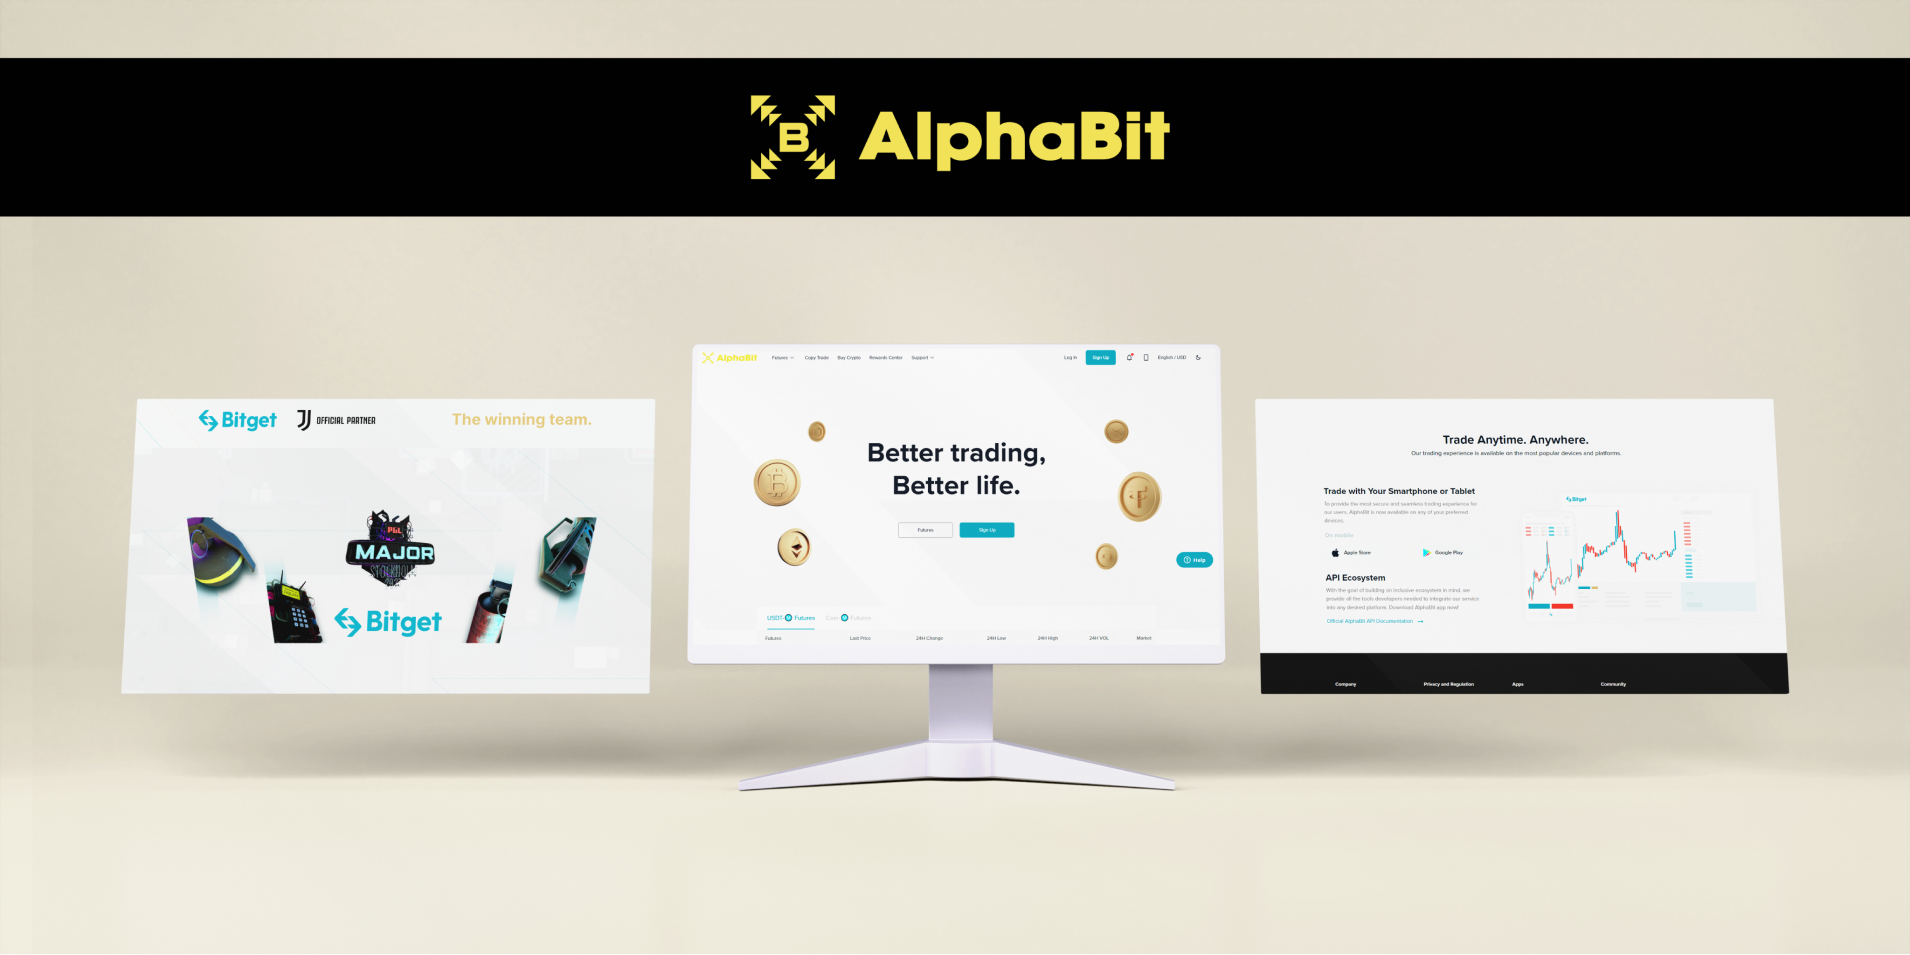 B AlphaBit
Bitget
OFFICIAL PARTNER
The winning team.
PGL
MAJOR
STOCKHOLM
Bitget
AlphaBit
Futures
Copy Trade
Buy Crypto
Rewards Center
Support
Log In
Sign Up
English / USD
Better trading,
Better life.
Futures
Sign Up
Help
USDT- Futures
Coin Futures
Futures
Last Price
24H Change
24H Low
24H High
24H VOL
Market
Trade Anytime. Anywhere.
Our trading experience is available on the most popular devices and platforms.
Trade with Your Smartphone or Tablet
To provide the most secure and seamless trading experience for
our users, AlphaBit is now available on any of your preferred
devices.
On mobile
Apple Store
Google Play
API Ecosystem
With the goal of building an inclusive ecosystem in mind, we
provide all the tools developers needed to integrate our service
into any desired platform. Download AlphaBit app now!
Official AlphaBit API Documentation
Bitget
Company
Privacy and Regulation
Apps
Community